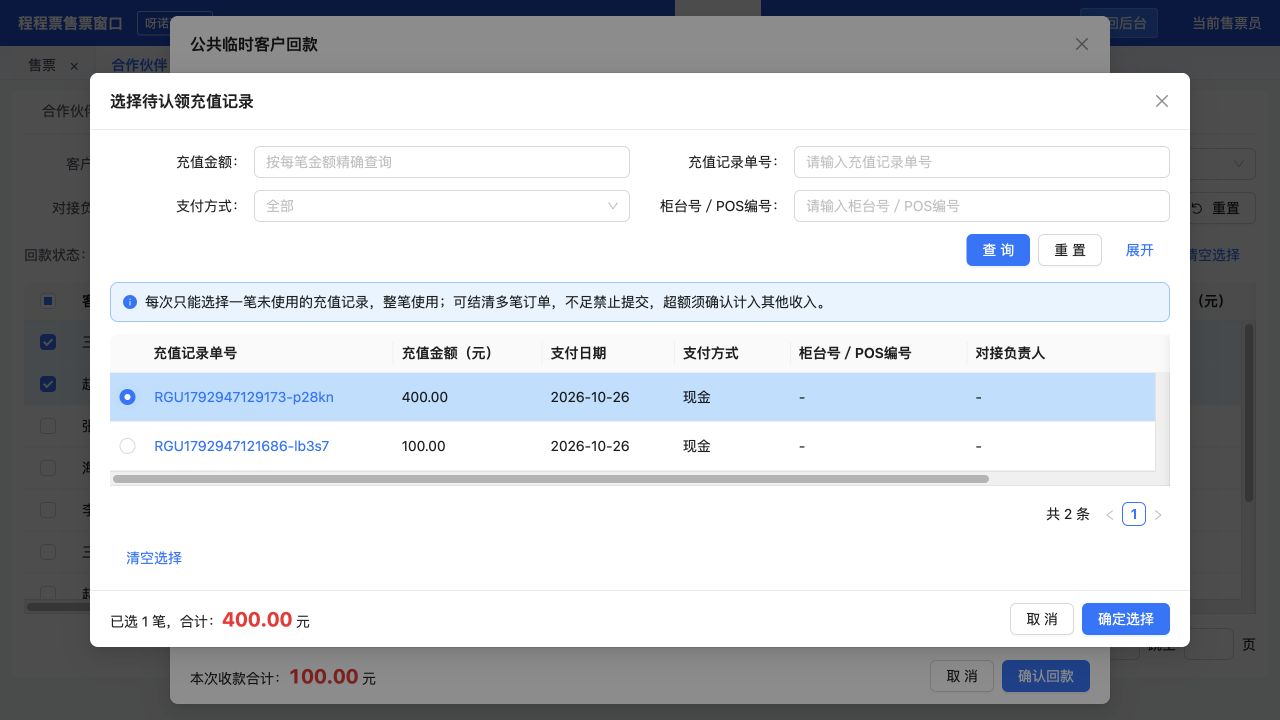 程程票售票窗口
呀诺
回后台
当前售票员
公共临时客户回款
售票
合作伙伴
合作伙伴
选择待认领充值记录
充值金额：
按每笔金额精确查询
充值记录单号：
请输入充值记录单号
客户
支付方式：
全部
柜台号 / POS编号：
请输入柜台号 / POS编号
对接负
重置
查 询
重 置
展开
回款状态：
清空选择
每次只能选择一笔未使用的充值记录，整笔使用；可结清多笔订单，不足禁止提交，超额须确认计入其他收入。
（元）
充值记录单号
充值金额（元）
支付日期
支付方式
柜台号 / POS编号
对接负责人
RGU1792947129173-p28kn
400.00
2026-10-26
现金
-
-
RGU1792947121686-lb3s7
100.00
2026-10-26
现金
-
-
共 2 条
1
清空选择
已选 1 笔，合计：400.00 元
取 消
确定选择
页
本次收款合计：100.00 元
取 消
确认回款